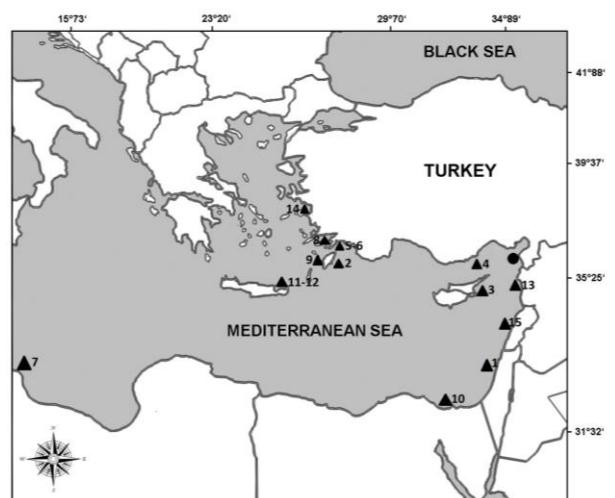 15°73' 23°20' 29°70' 34°89'
BLACK SEA
41°88'
39°37'
TURKEY
14
8
5-6
9 2 4
35°25'
11-12 3 13
MEDITERRANEAN SEA
15
7 1
10
31°32'
N
W E
S